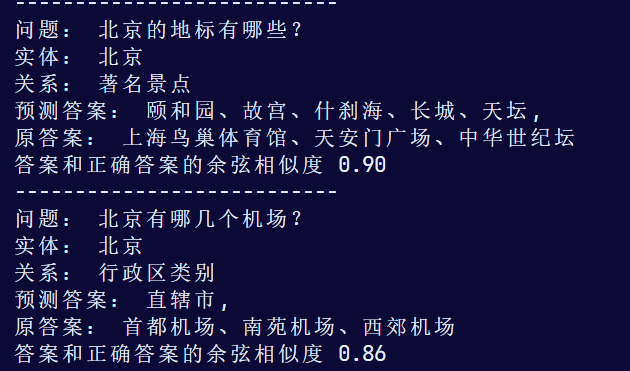 ---------------------------
问题： 北京的地标有哪些?
实体： 北京
关系： 著名景点
预测答案： 颐和园、故宫、什刹海、长城、天坛,
原答案： 上海鸟巢体育馆、天安门广场、中华世纪坛
答案和正确答案的余弦相似度 0.90
---------------------------
问题： 北京有哪几个机场?
实体： 北京
关系： 行政区类别
预测答案： 直辖市,
原答案： 首都机场、南苑机场、西郊机场
答案和正确答案的余弦相似度 0.86